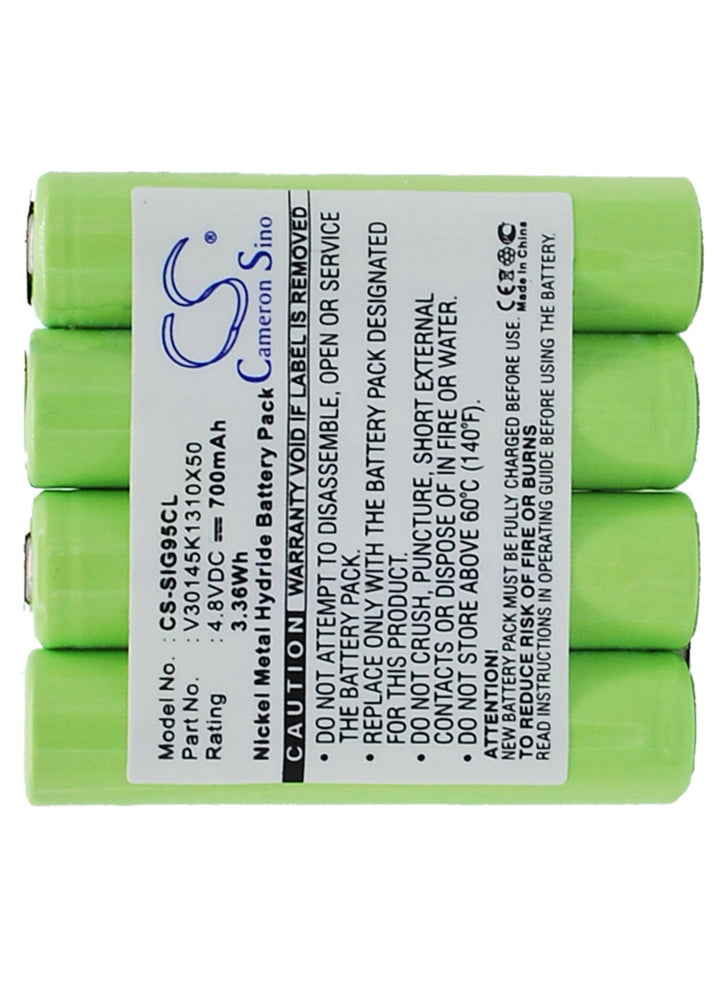 CS®
Cameron Sino
Model No. : CS-SIG95CL
Part No. : V30145K1310X50
Rating : 4.8VDC ⎓ 700mAh
3.36Wh
Nickel Metal Hydride Battery Pack
CAUTION WARRANTY VOID IF LABEL IS REMOVED
• DO NOT ATTEMPT TO DISASSEMBLE, OPEN OR SERVICE
THE BATTERY PACK.
• REPLACE ONLY WITH THE BATTERY PACK DESIGNATED
FOR THIS PRODUCT.
• DO NOT CRUSH, PUNCTURE, SHORT EXTERNAL
CONTACTS OR DISPOSE OF IN FIRE OR WATER.
• DO NOT STORE ABOVE 60°C (140°F).
CE
Made in China
ATTENTION!
NEW BATTERY PACK MUST BE FULLY CHARGED BEFORE USE.
TO REDUCE RISK OF FIRE OR BURNS
READ INSTRUCTIONS IN OPERATING GUIDE BEFORE USING THE BATTERY.